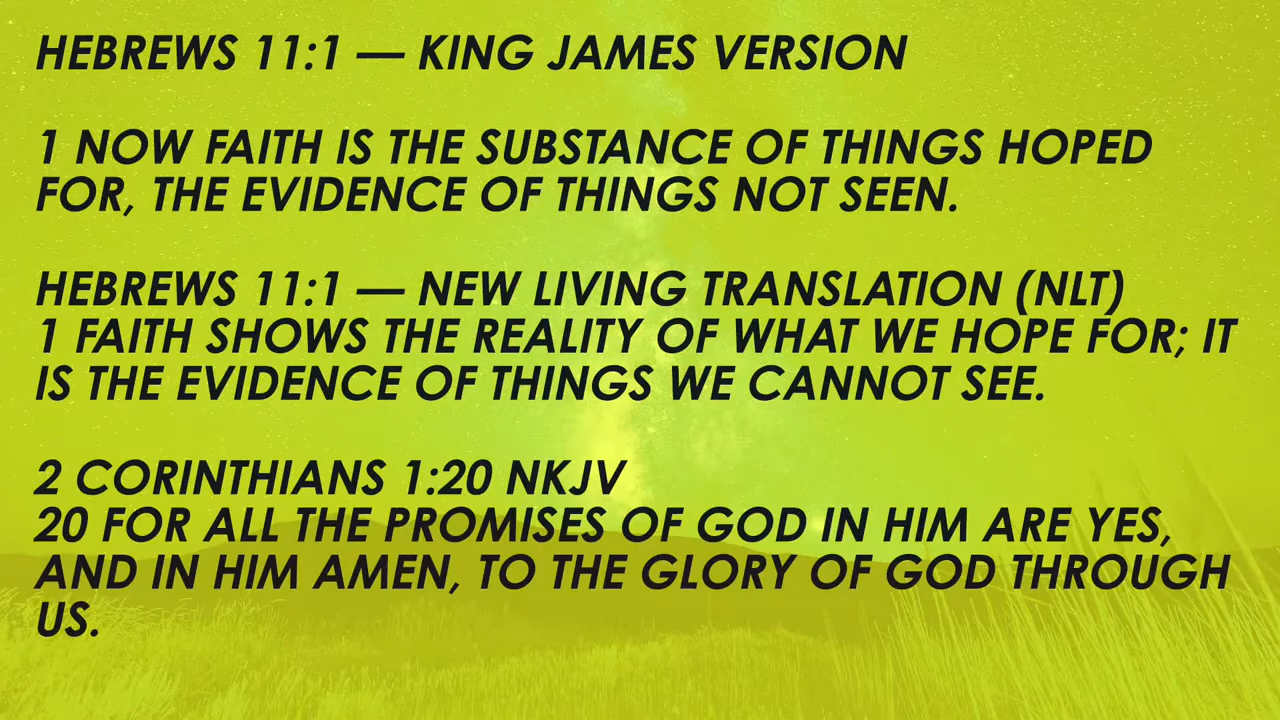 HEBREWS 11:1 — KING JAMES VERSION
1 NOW FAITH IS THE SUBSTANCE OF THINGS HOPED
FOR, THE EVIDENCE OF THINGS NOT SEEN.
HEBREWS 11:1 — NEW LIVING TRANSLATION (NLT)
1 FAITH SHOWS THE REALITY OF WHAT WE HOPE FOR; IT
IS THE EVIDENCE OF THINGS WE CANNOT SEE.
2 CORINTHIANS 1:20 NKJV
20 FOR ALL THE PROMISES OF GOD IN HIM ARE YES,
AND IN HIM AMEN, TO THE GLORY OF GOD THROUGH
US.